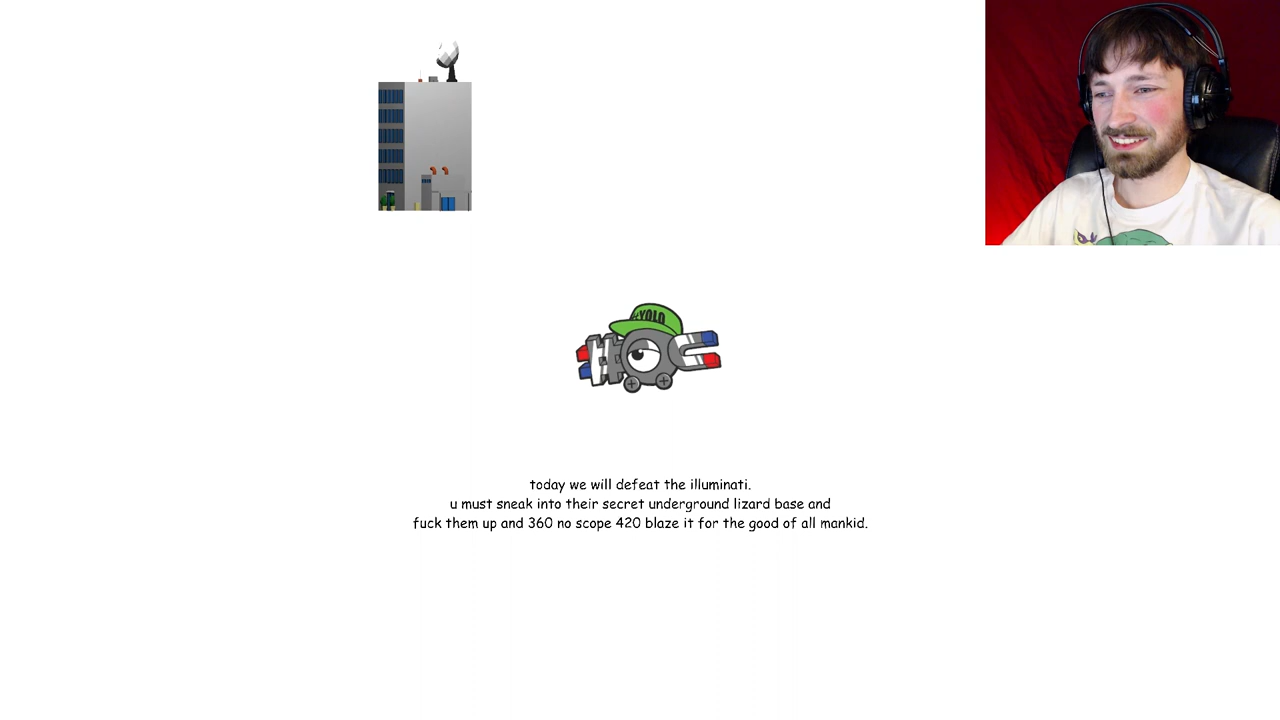 #YOLO
today we will defeat the illuminati.
u must sneak into their secret underground lizard base and
fuck them up and 360 no scope 420 blaze it for the good of all mankid.